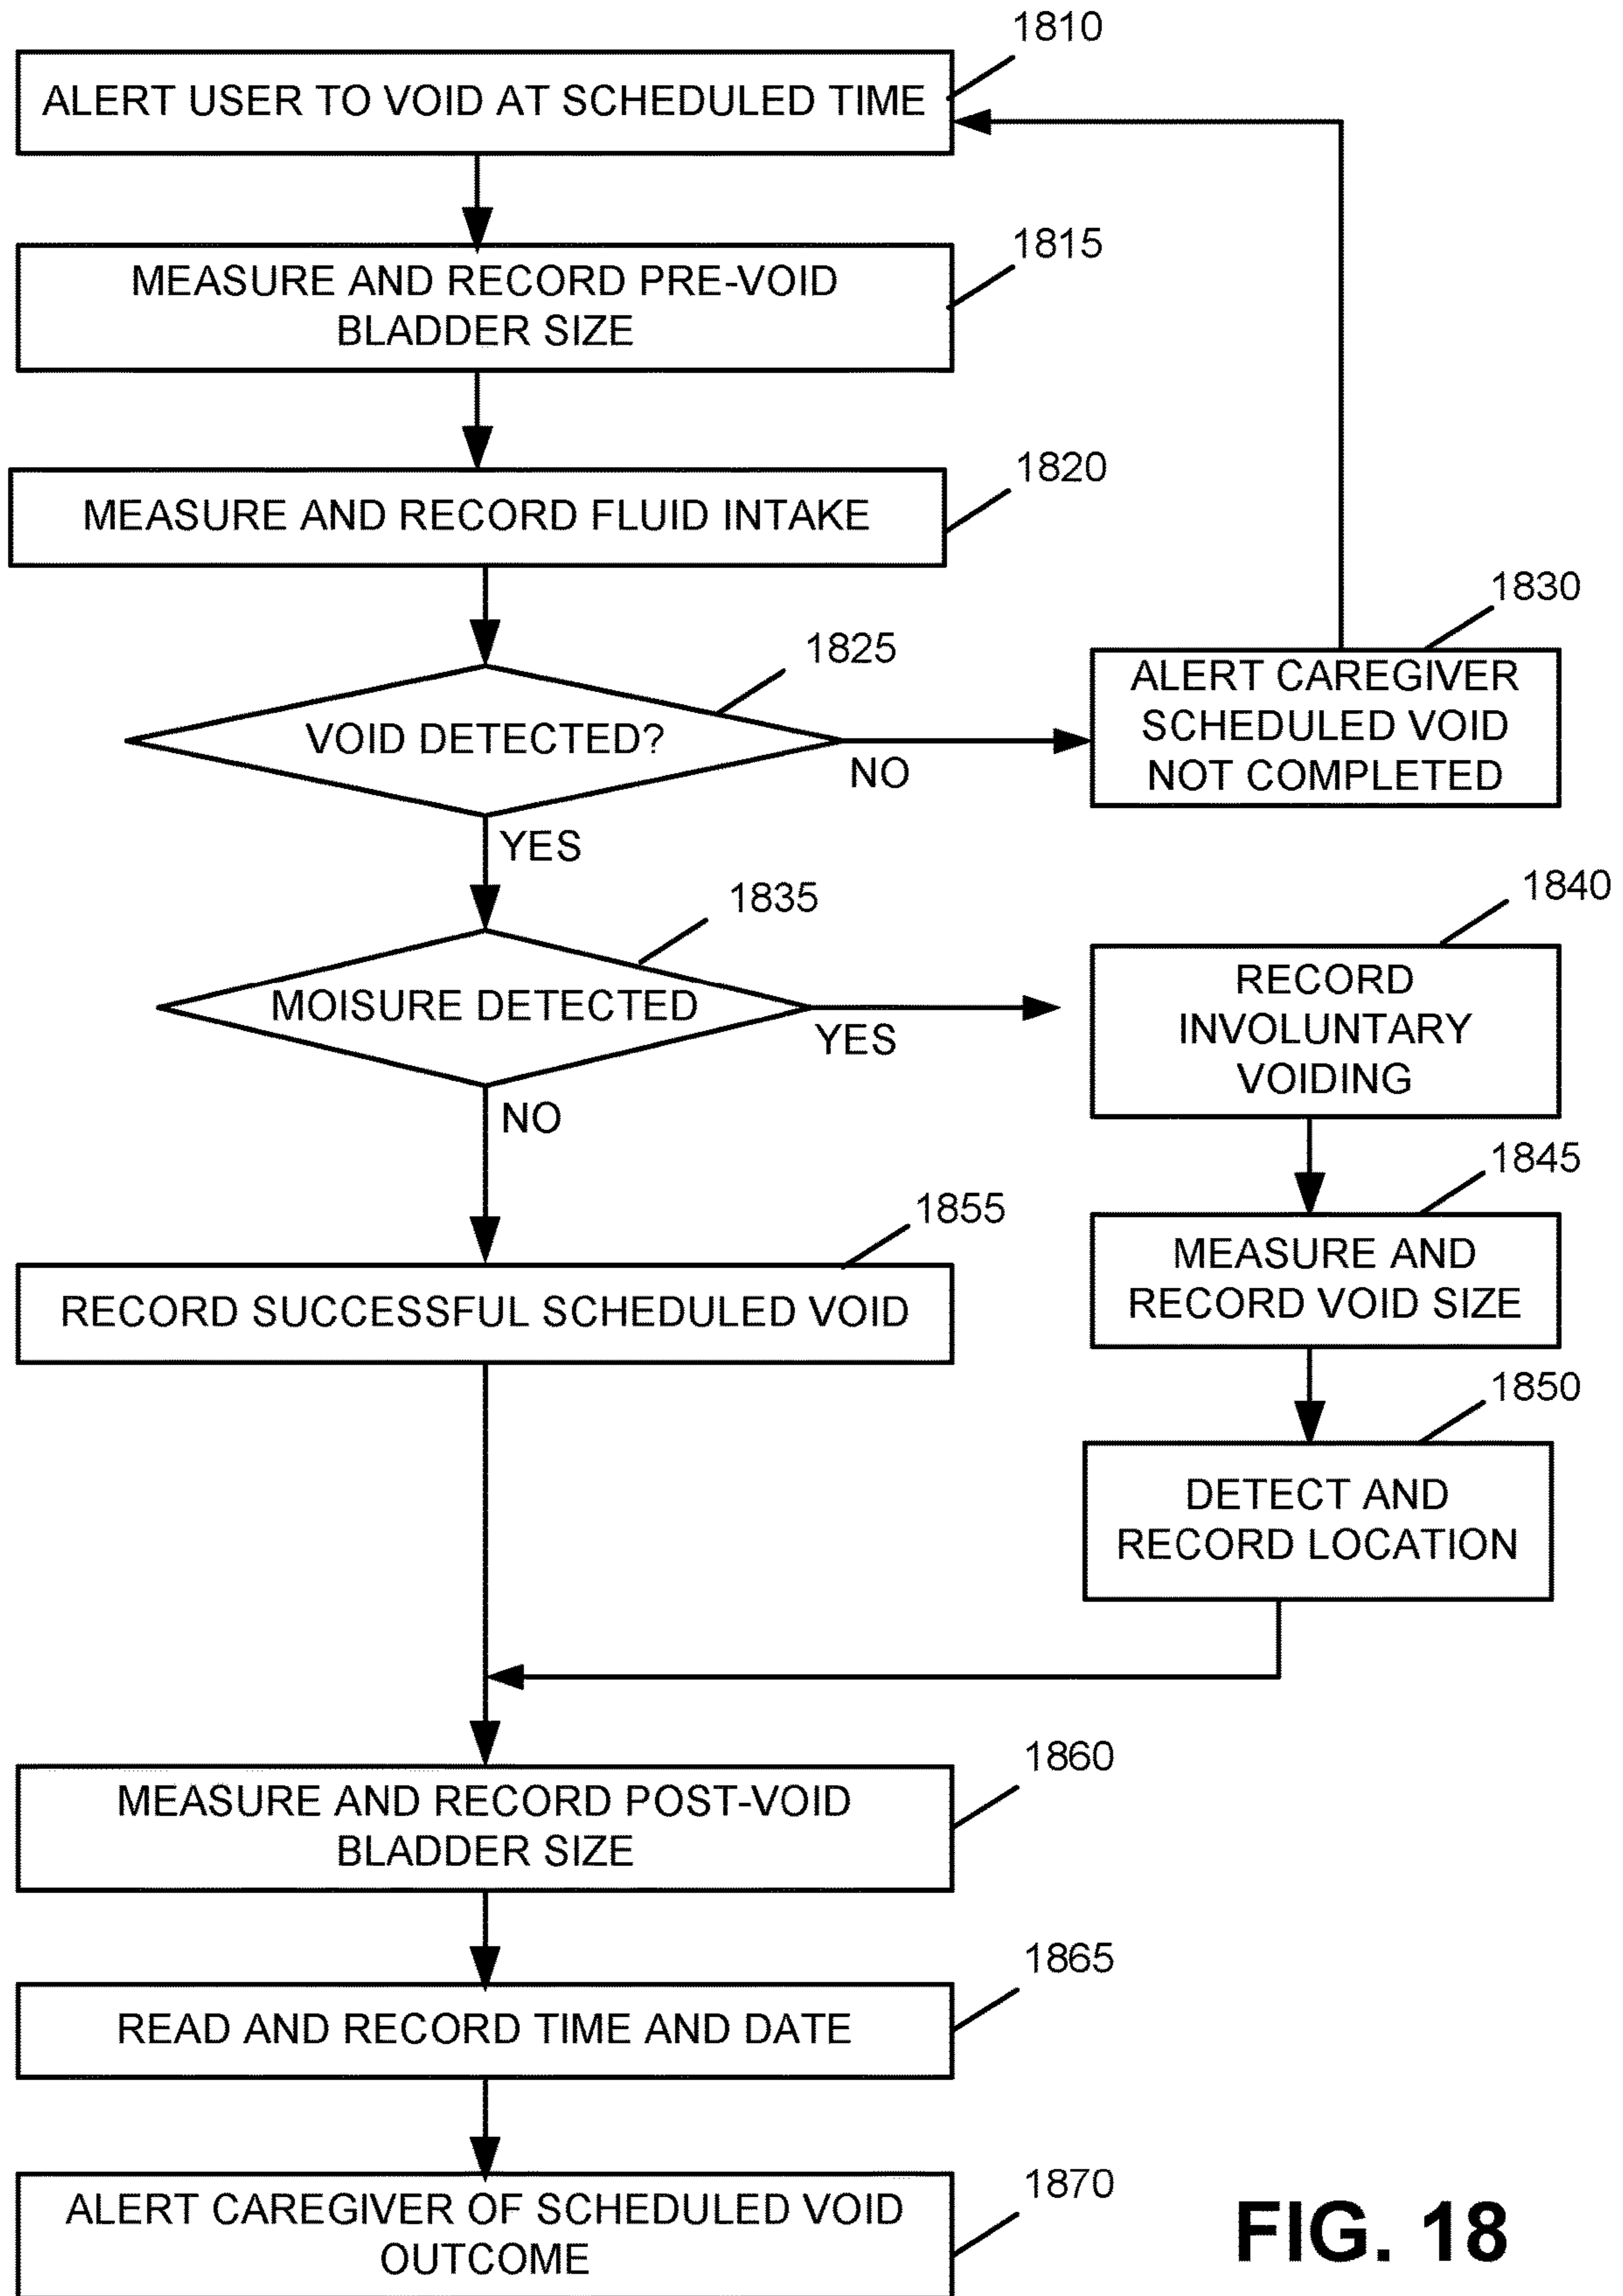 1810
ALERT USER TO VOID AT SCHEDULED TIME
1815
MEASURE AND RECORD PRE-VOID
BLADDER SIZE
1820
MEASURE AND RECORD FLUID INTAKE
1825
VOID DETECTED?
NO
YES
1830
ALERT CAREGIVER
SCHEDULED VOID
NOT COMPLETED
1835
MOISURE DETECTED
YES
NO
1840
RECORD
INVOLUNTARY
VOIDING
1845
MEASURE AND
RECORD VOID SIZE
1850
DETECT AND
RECORD LOCATION
1855
RECORD SUCCESSFUL SCHEDULED VOID
1860
MEASURE AND RECORD POST-VOID
BLADDER SIZE
1865
READ AND RECORD TIME AND DATE
1870
ALERT CAREGIVER OF SCHEDULED VOID
OUTCOME
FIG. 18